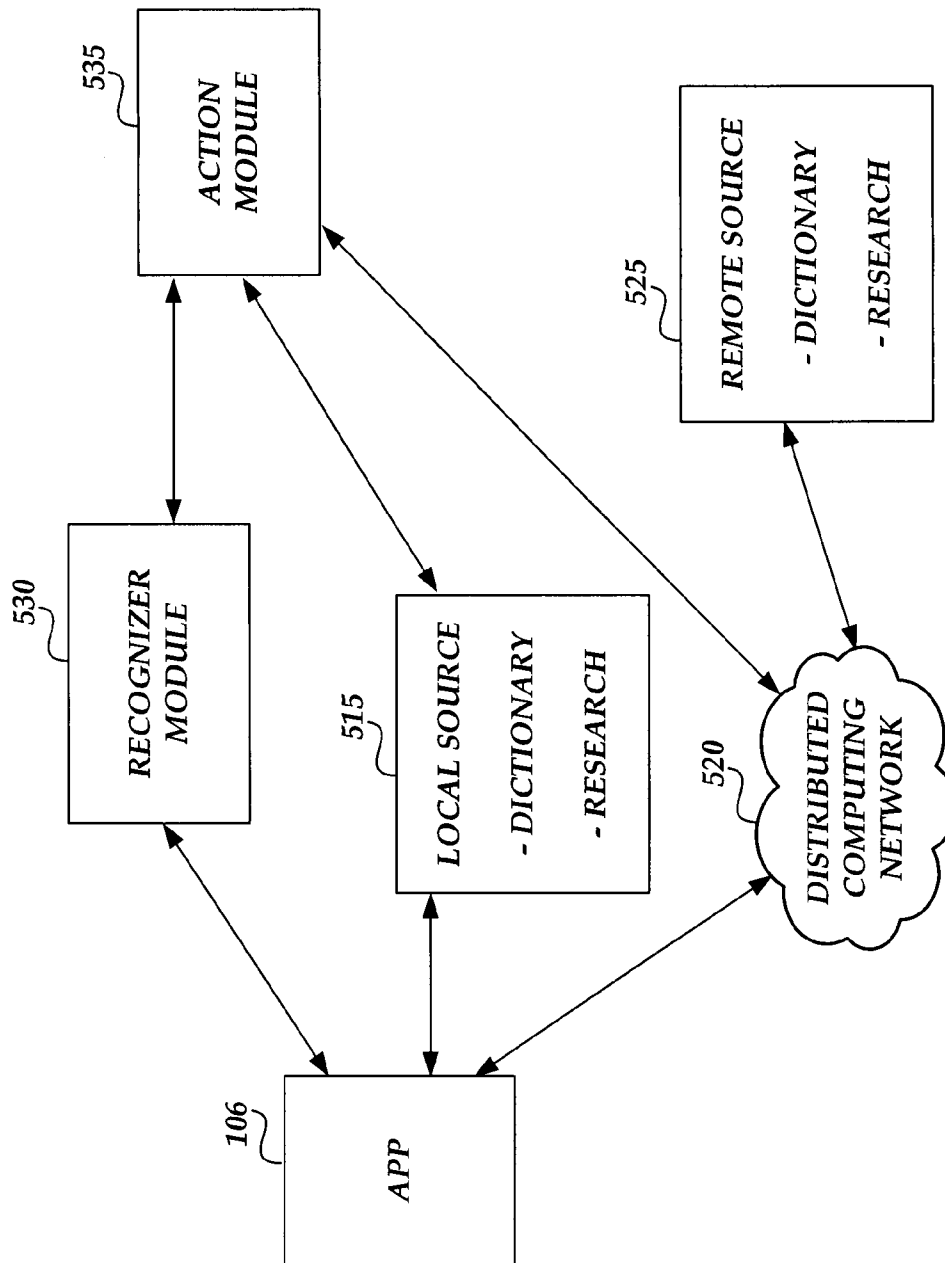 106
APP
530
RECOGNIZER
MODULE
535
ACTION
MODULE
515
LOCAL SOURCE
- DICTIONARY
- RESEARCH
520
DISTRIBUTED
COMPUTING
NETWORK
525
REMOTE SOURCE
- DICTIONARY
- RESEARCH